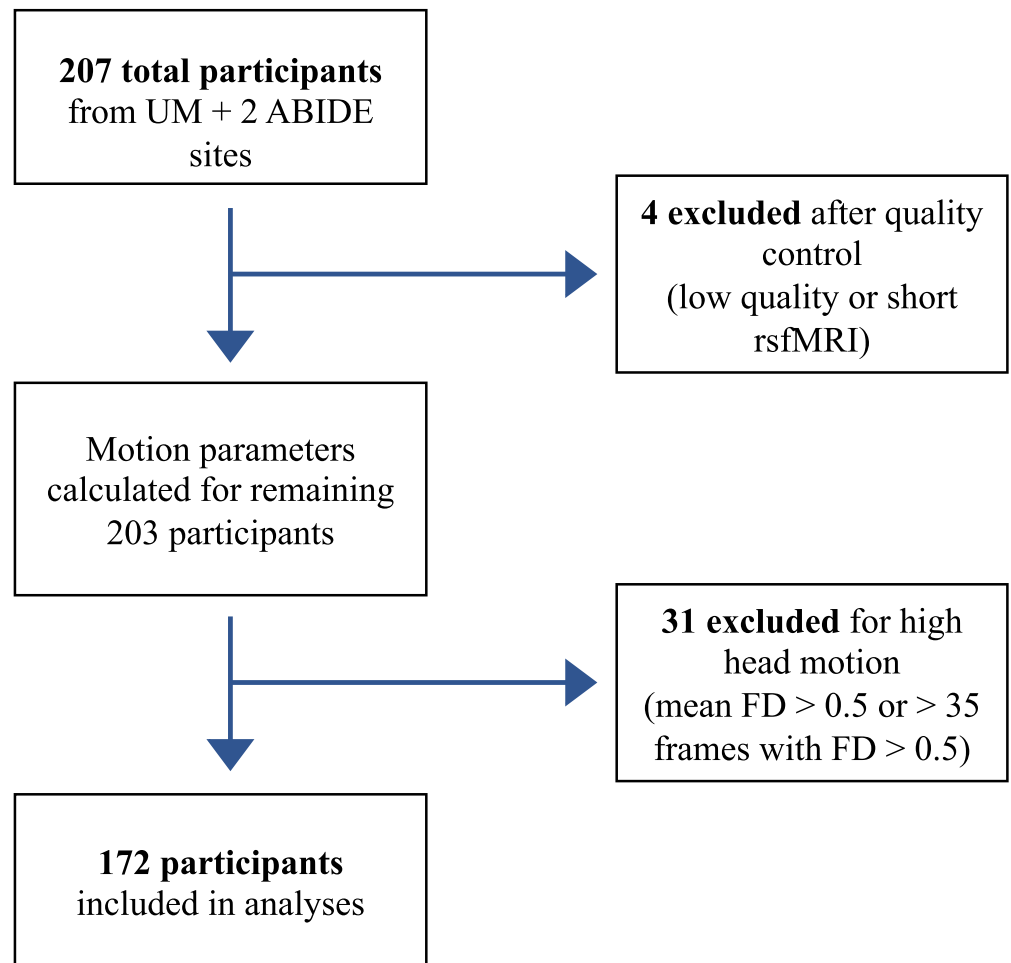 207 total participants
from UM + 2 ABIDE
sites
4 excluded after quality
control
(low quality or short
rsfMRI)
Motion parameters
calculated for remaining
203 participants
31 excluded for high
head motion
(mean FD > 0.5 or > 35
frames with FD > 0.5)
172 participants
included in analyses